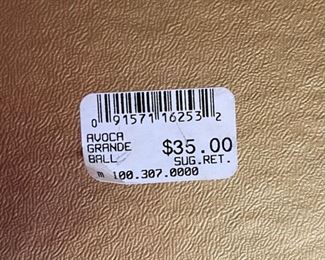 0 91571 16253 2
AVOCA
GRANDE $35.00
BALL SUG.RET.
m 100.307.0000